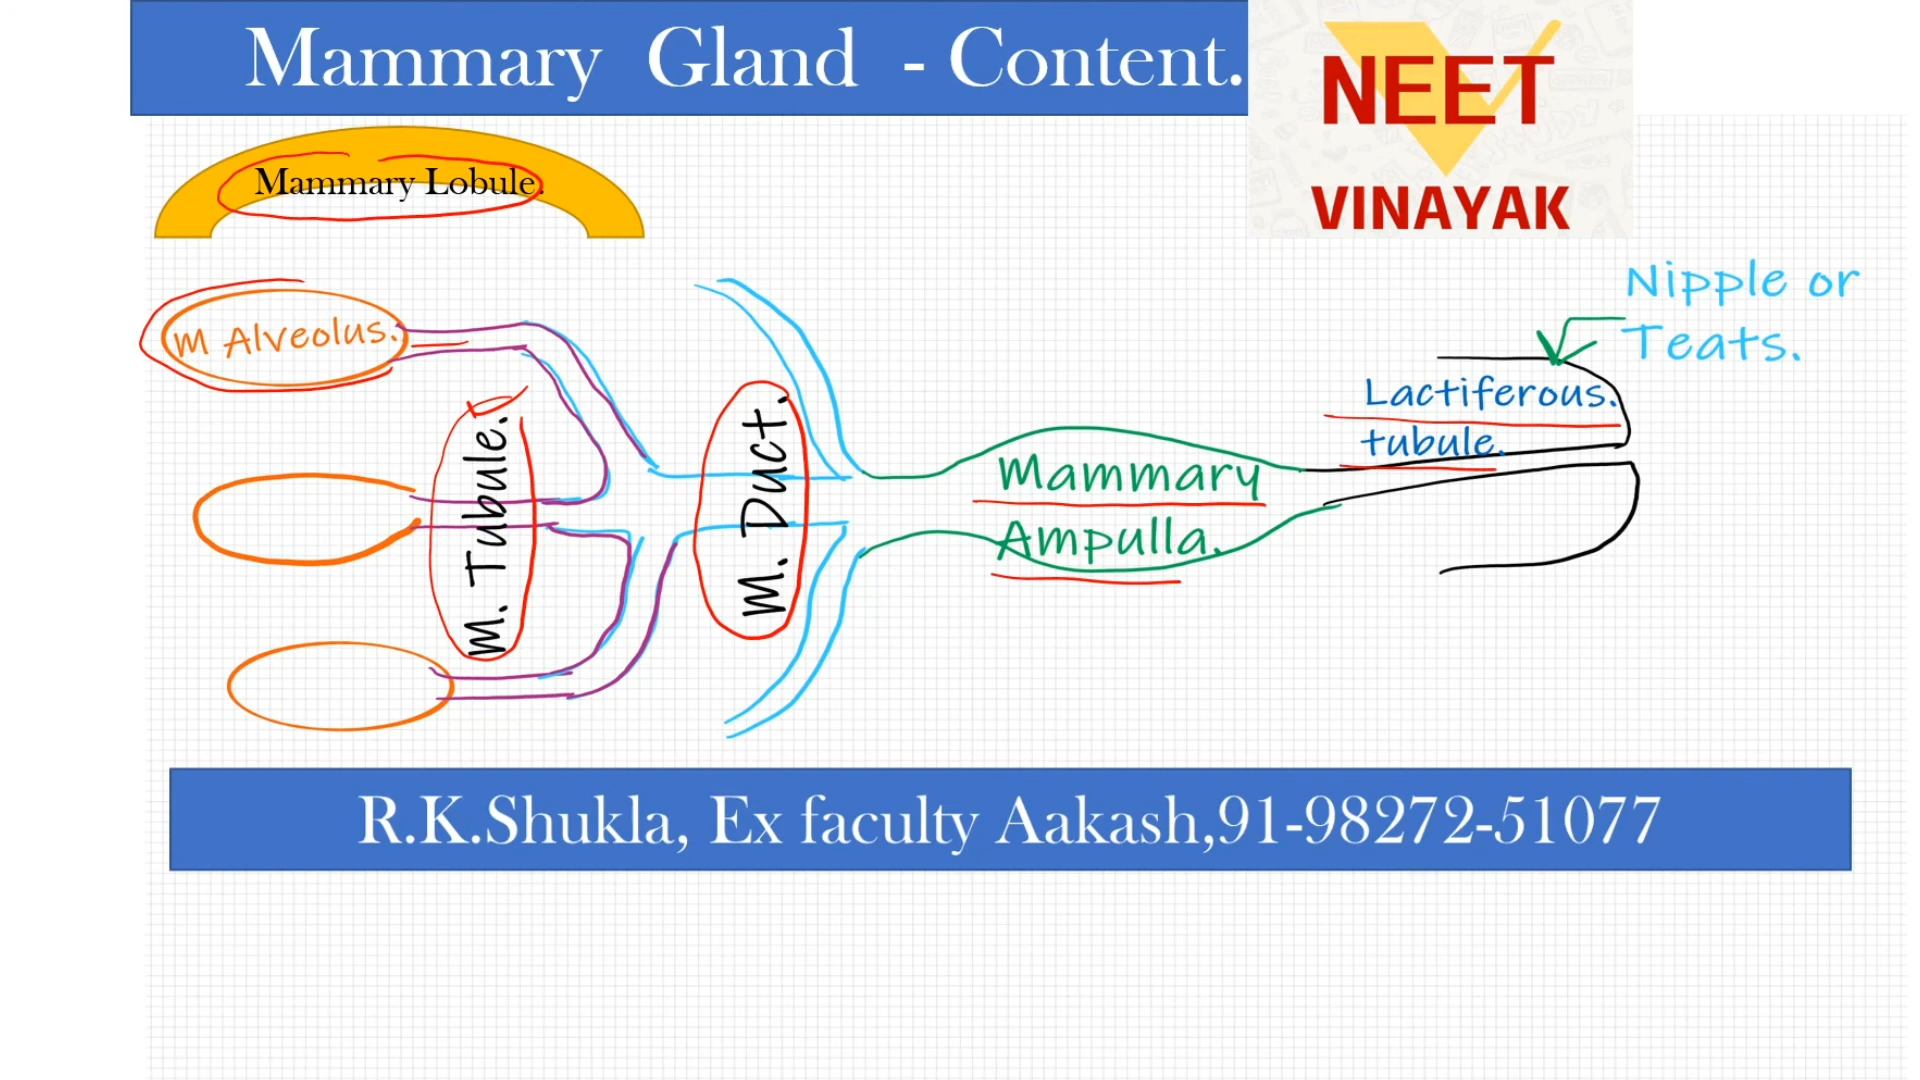 Mammary Gland - Content.
NEET
VINAYAK
Mammary Lobule.
Nipple or
Teats.
M Alveolus.
Lactiferous.
tubule.
M. Tubule.
M. Duct.
Mammary
Ampulla.
R.K.Shukla, Ex faculty Aakash,91-98272-51077